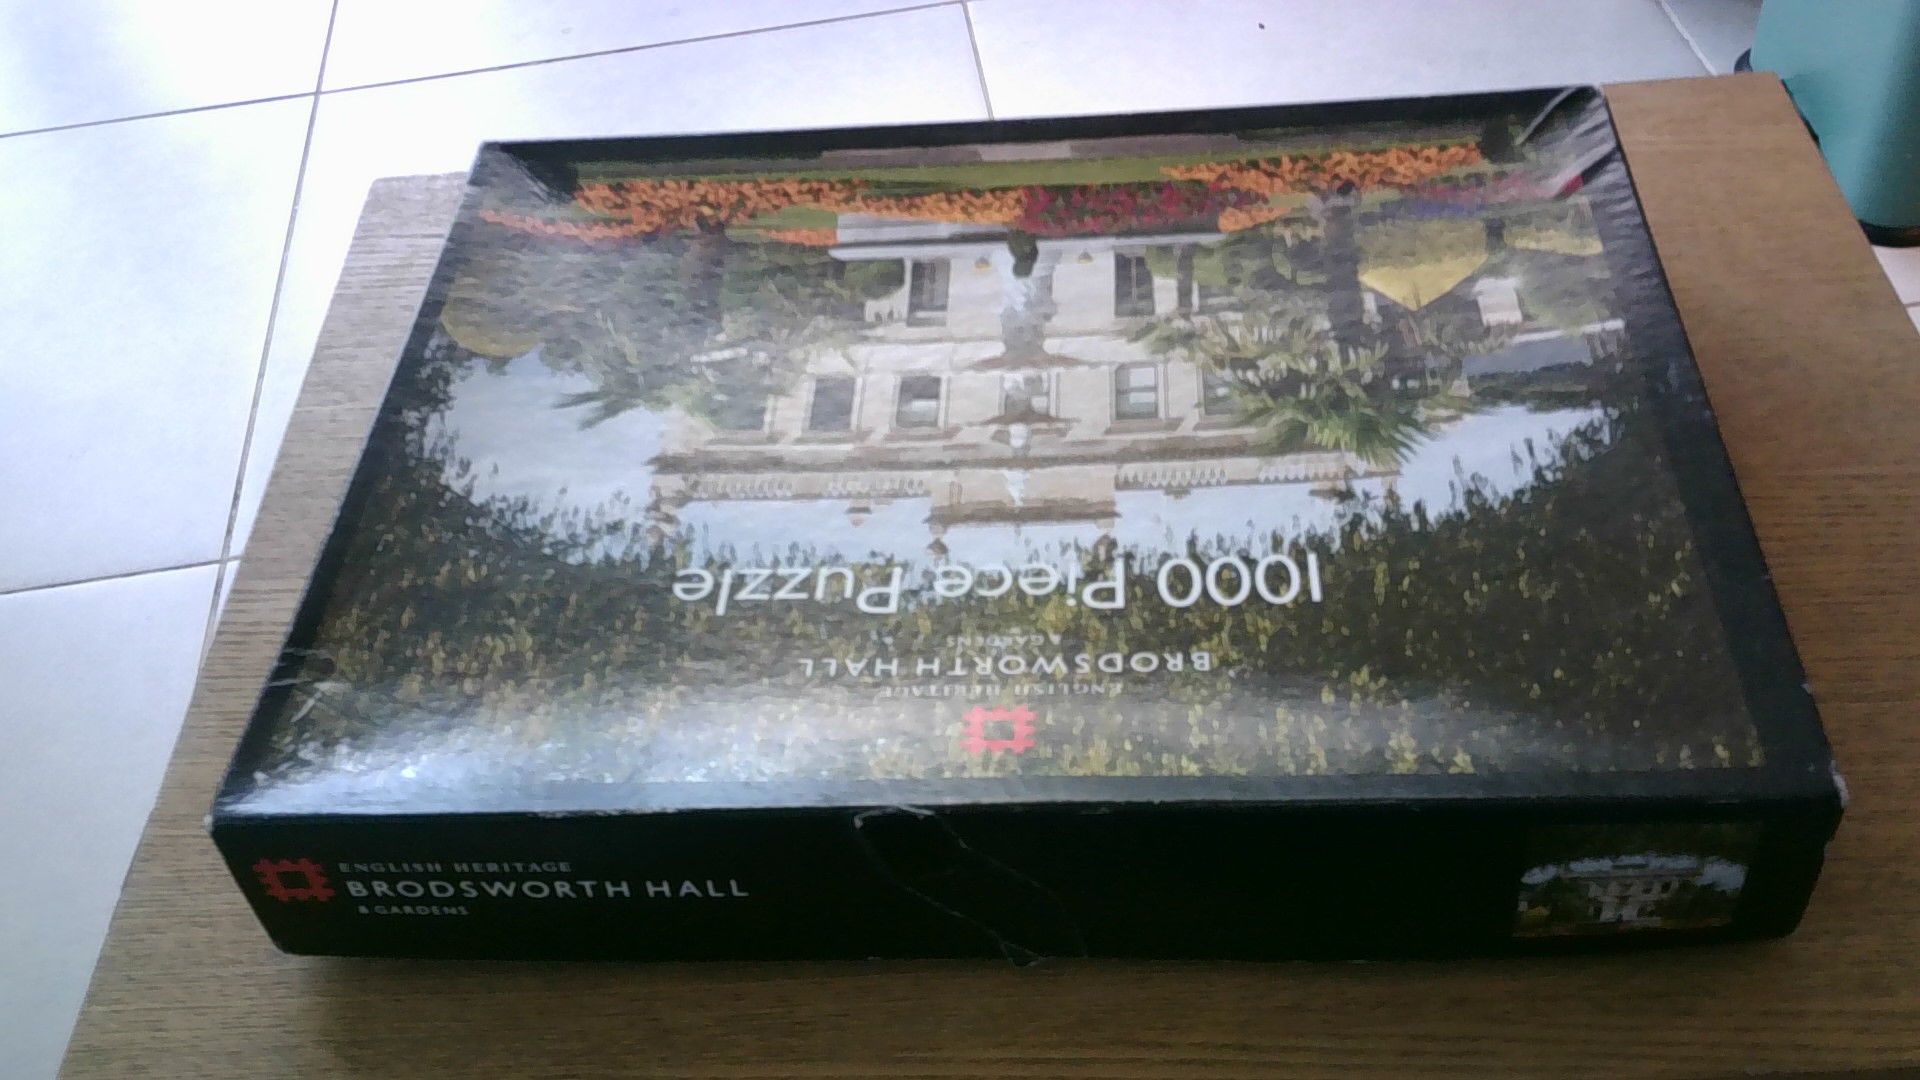 ENGLISH HERITAGE
BRODSWORTH HALL
& GARDENS
1000 Piece Puzzle
ENGLISH HERITAGE
BRODSWORTH HALL
& GARDENS